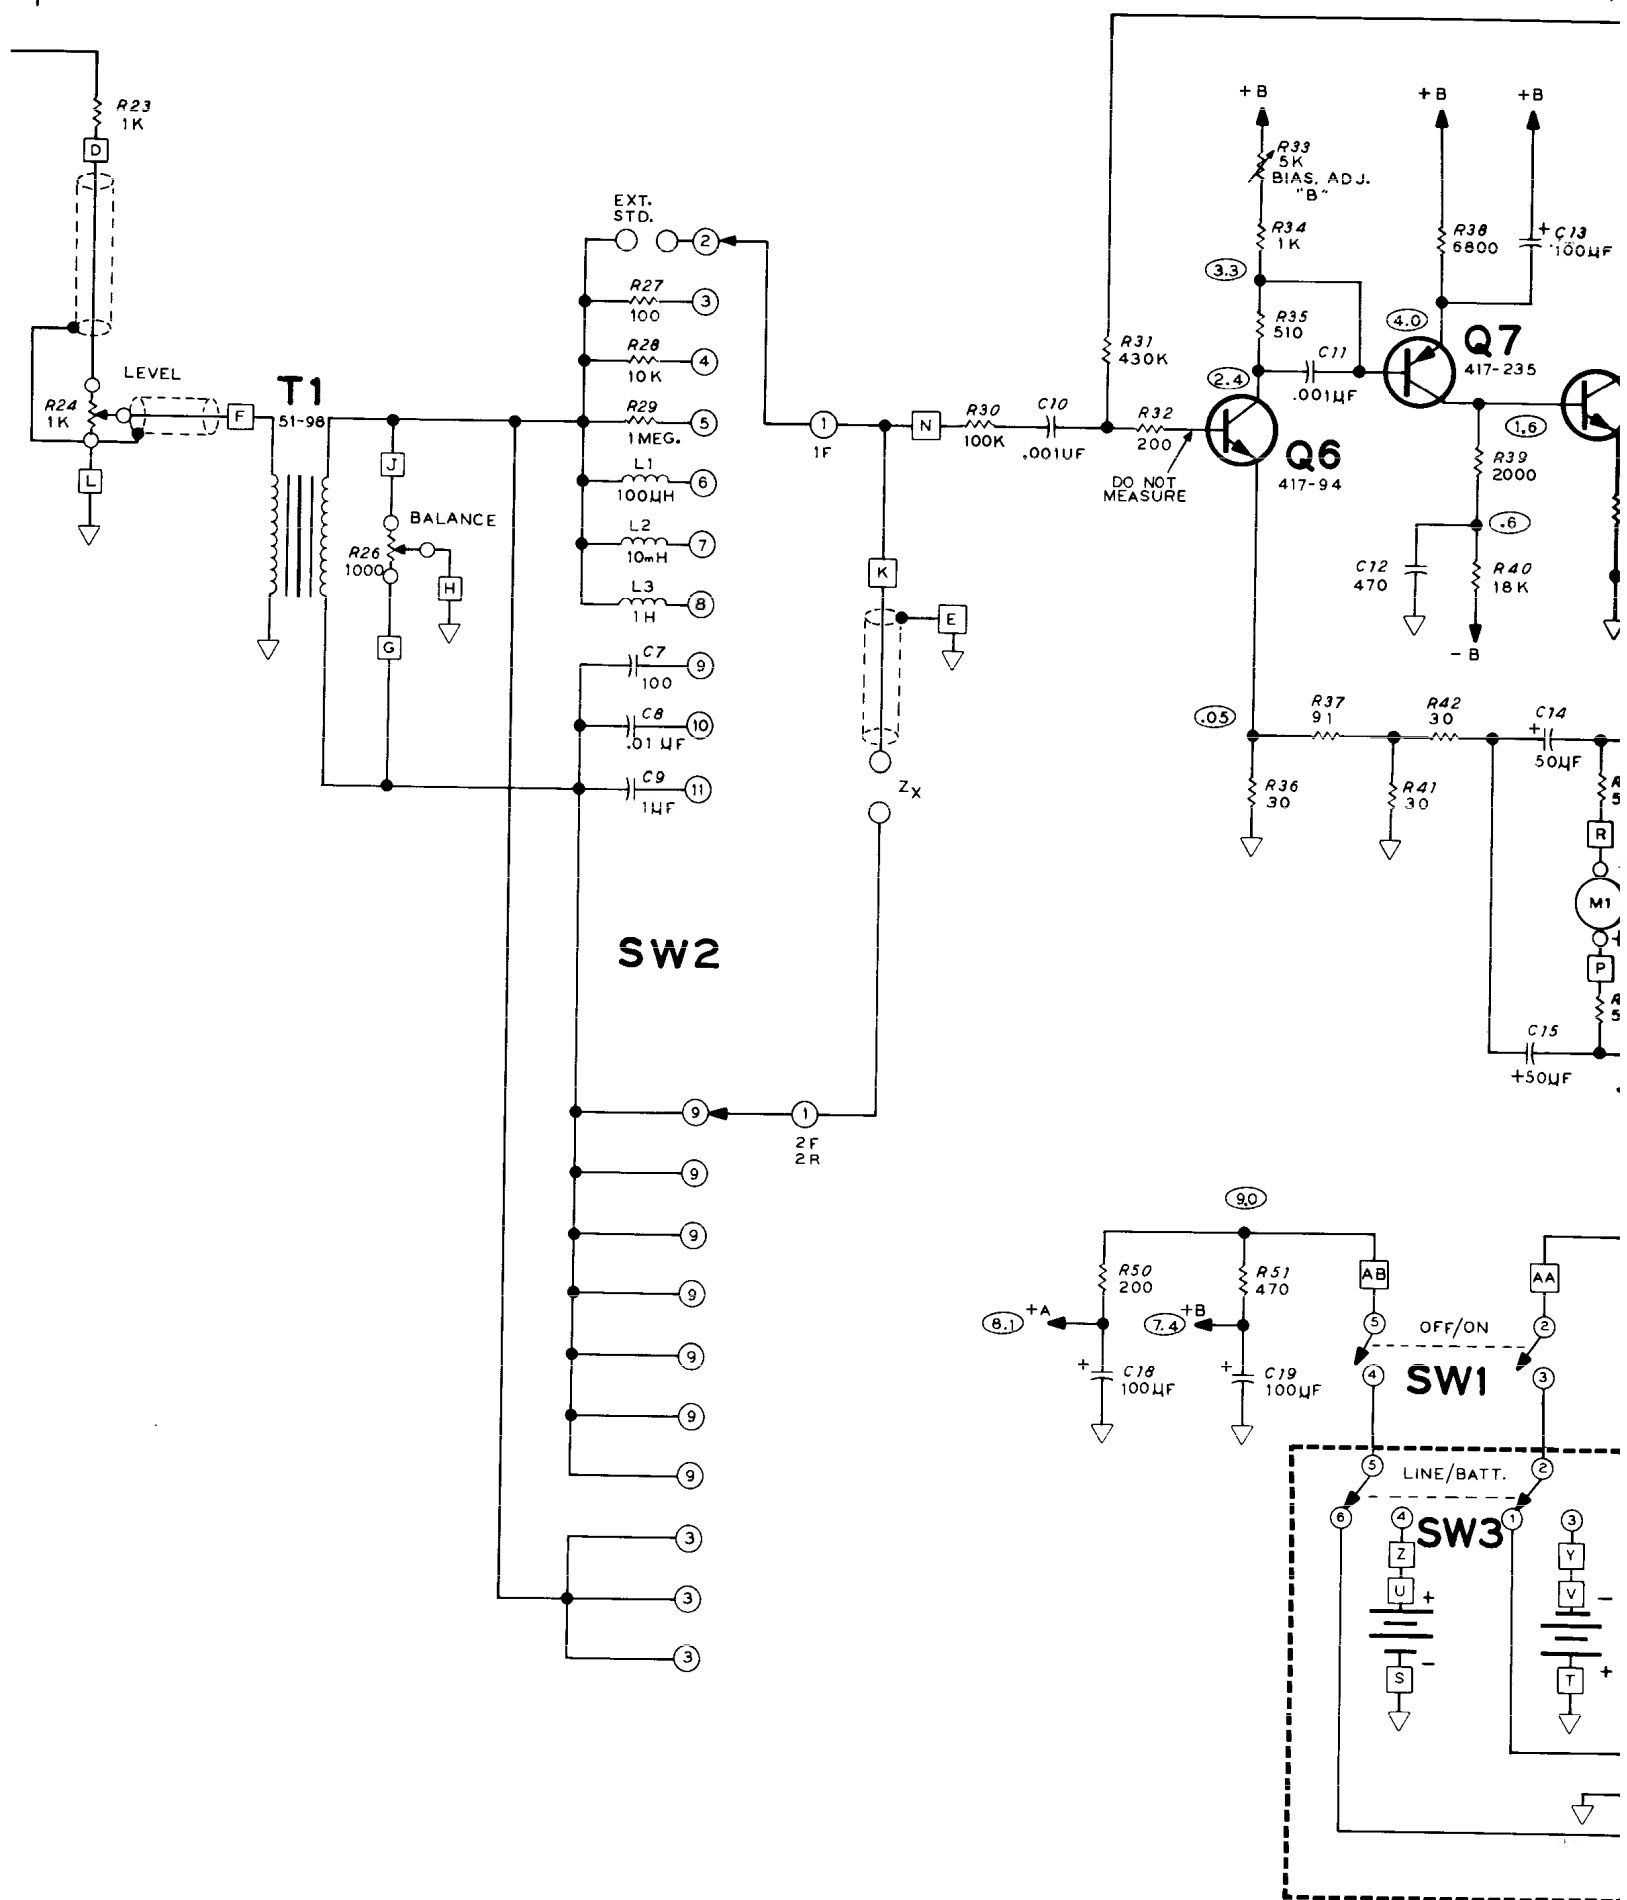 R23
1K
D
LEVEL
R24
1K
F
L
T1
51-98
J
BALANCE
R26
1000
H
G
EXT.
STD.
2
R27
100
3
R28
10K
4
R29
1MEG.
5
L1
100µH
6
L2
10mH
7
L3
1H
8
C7
100
9
C8
.01 µF
10
C9
1µF
11
SW2
1
1F
N
K
E
ZX
9
1
2F
2R
9
9
9
9
9
9
3
3
3
R30
100K
C10
.001UF
R31
430K
R32
200
DO NOT
MEASURE
+B
R33
5K
BIAS. ADJ.
"B"
R34
1K
3.3
R35
510
2.4
C11
.001µF
Q6
417-94
+B
+B
R38
6800
+
C13
100µF
4.0
Q7
417-235
1.6
R39
2000
.6
C12
470
R40
18K
-B
.05
R37
91
R42
30
C14
+
50µF
R36
30
R41
30
R
M1
P
C15
+50µF
9.0
R50
200
R51
470
AB
AA
8.1
+A
7.4
+B
5
OFF/ON
2
+
C18
100µF
+
C19
100µF
4
SW1
3
5
LINE/BATT.
2
6
4
SW3
1
3
Z
Y
U
+
V
-
-
S
T
+